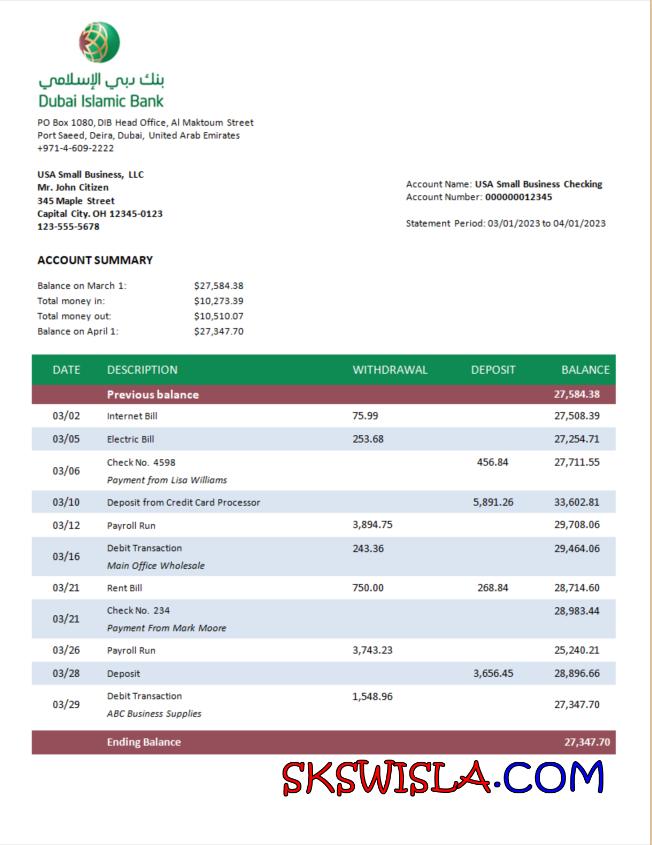 بنك دبي الإسلامي
Dubai Islamic Bank
PO Box 1080, DIB Head Office, Al Maktoum Street
Port Saeed, Deira, Dubai, United Arab Emirates
+971-4-609-2222
USA Small Business, LLC
Mr. John Citizen
345 Maple Street
Capital City. OH 12345-0123
123-555-5678
Account Name: USA Small Business Checking
Account Number: 000000012345
Statement Period: 03/01/2023 to 04/01/2023
ACCOUNT SUMMARY
Balance on March 1: $27,584.38
Total money in: $10,273.39
Total money out: $10,510.07
Balance on April 1: $27,347.70
DATE DESCRIPTION WITHDRAWAL DEPOSIT BALANCE
Previous balance 27,584.38
03/02 Internet Bill 75.99 27,508.39
03/05 Electric Bill 253.68 27,254.71
03/06 Check No. 4598 456.84 27,711.55
Payment from Lisa Williams
03/10 Deposit from Credit Card Processor 5,891.26 33,602.81
03/12 Payroll Run 3,894.75 29,708.06
03/16 Debit Transaction 243.36 29,464.06
Main Office Wholesale
03/21 Rent Bill 750.00 268.84 28,714.60
03/21 Check No. 234 28,983.44
Payment From Mark Moore
03/26 Payroll Run 3,743.23 25,240.21
03/28 Deposit 3,656.45 28,896.66
03/29 Debit Transaction 1,548.96 27,347.70
ABC Business Supplies
Ending Balance 27,347.70
SKSWISLA.COM